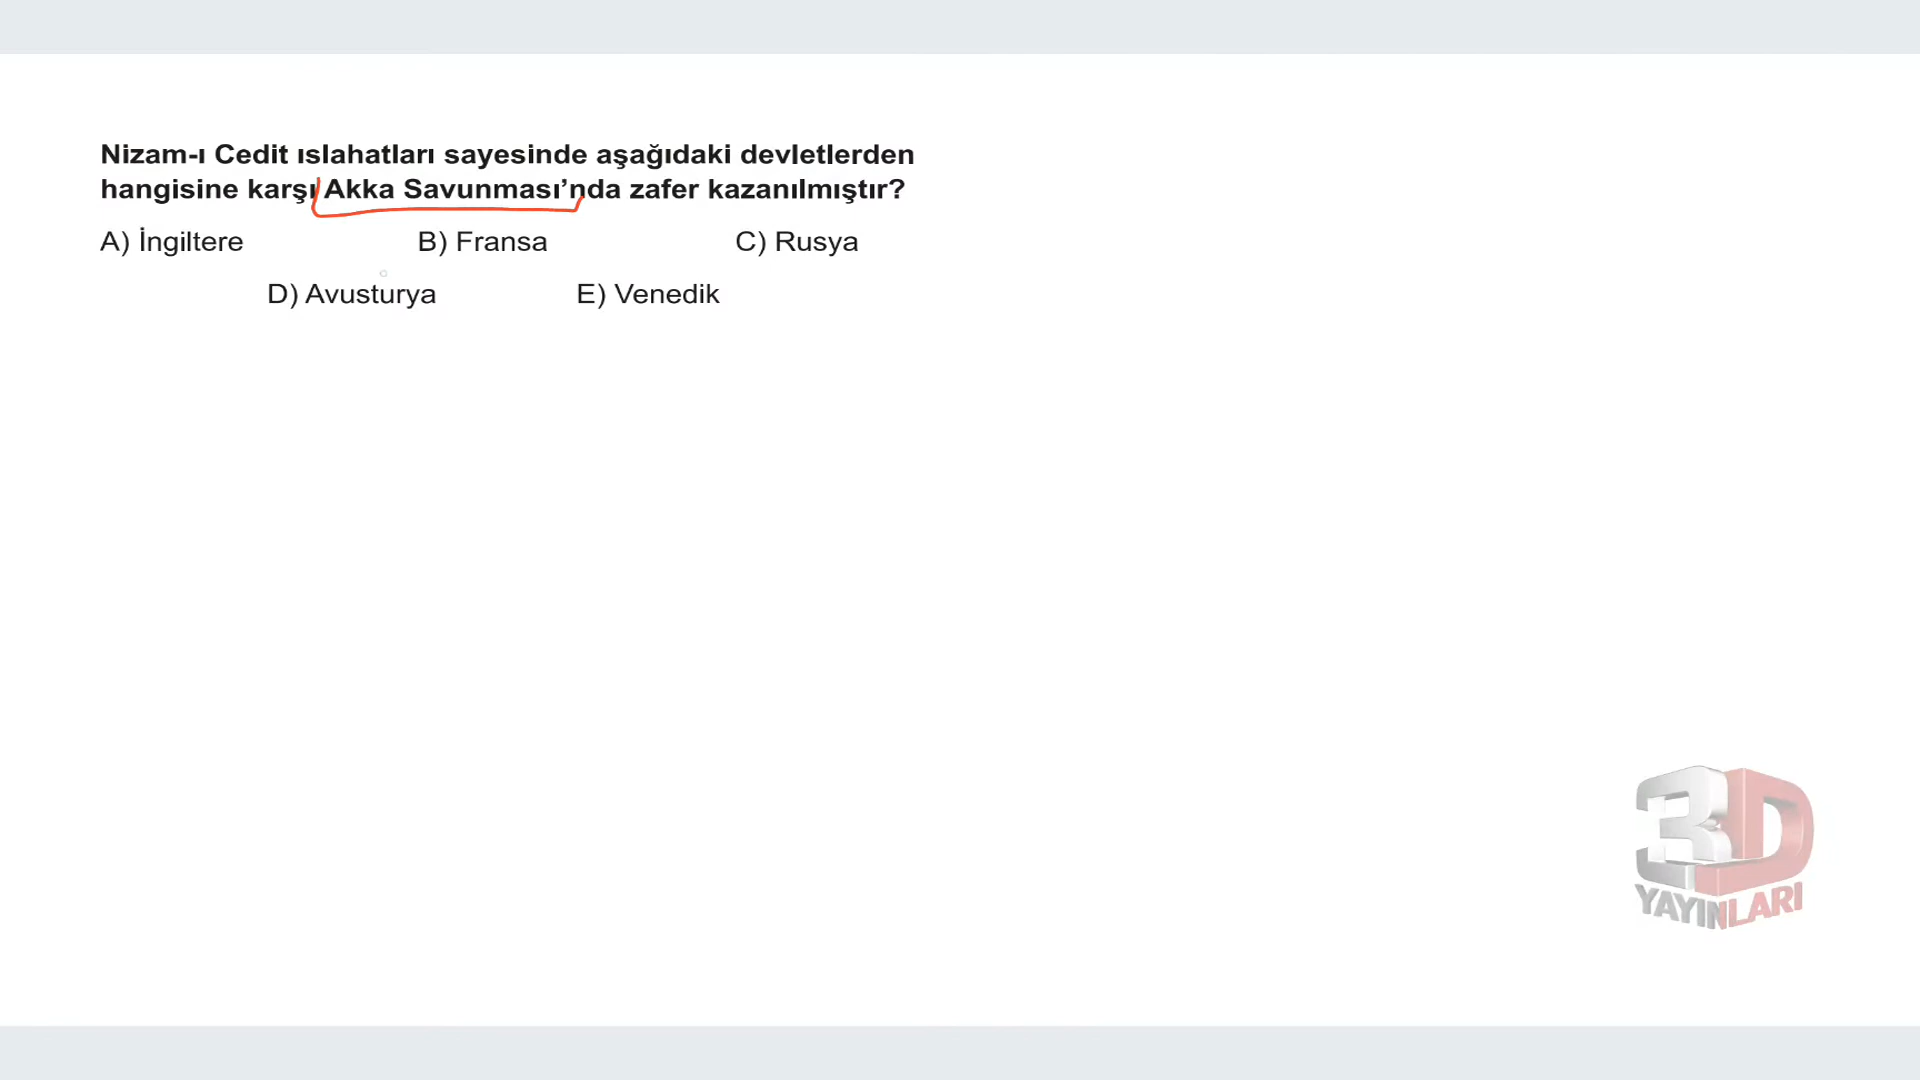 Nizam-ı Cedit ıslahatları sayesinde aşağıdaki devletlerden
hangisine karşı Akka Savunması’nda zafer kazanılmıştır?
A) İngiltere B) Fransa C) Rusya
D) Avusturya E) Venedik
3D
YAYINLARI